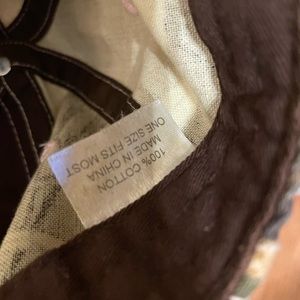 100% COTTON
MADE IN CHINA
ONE SIZE FITS MOST